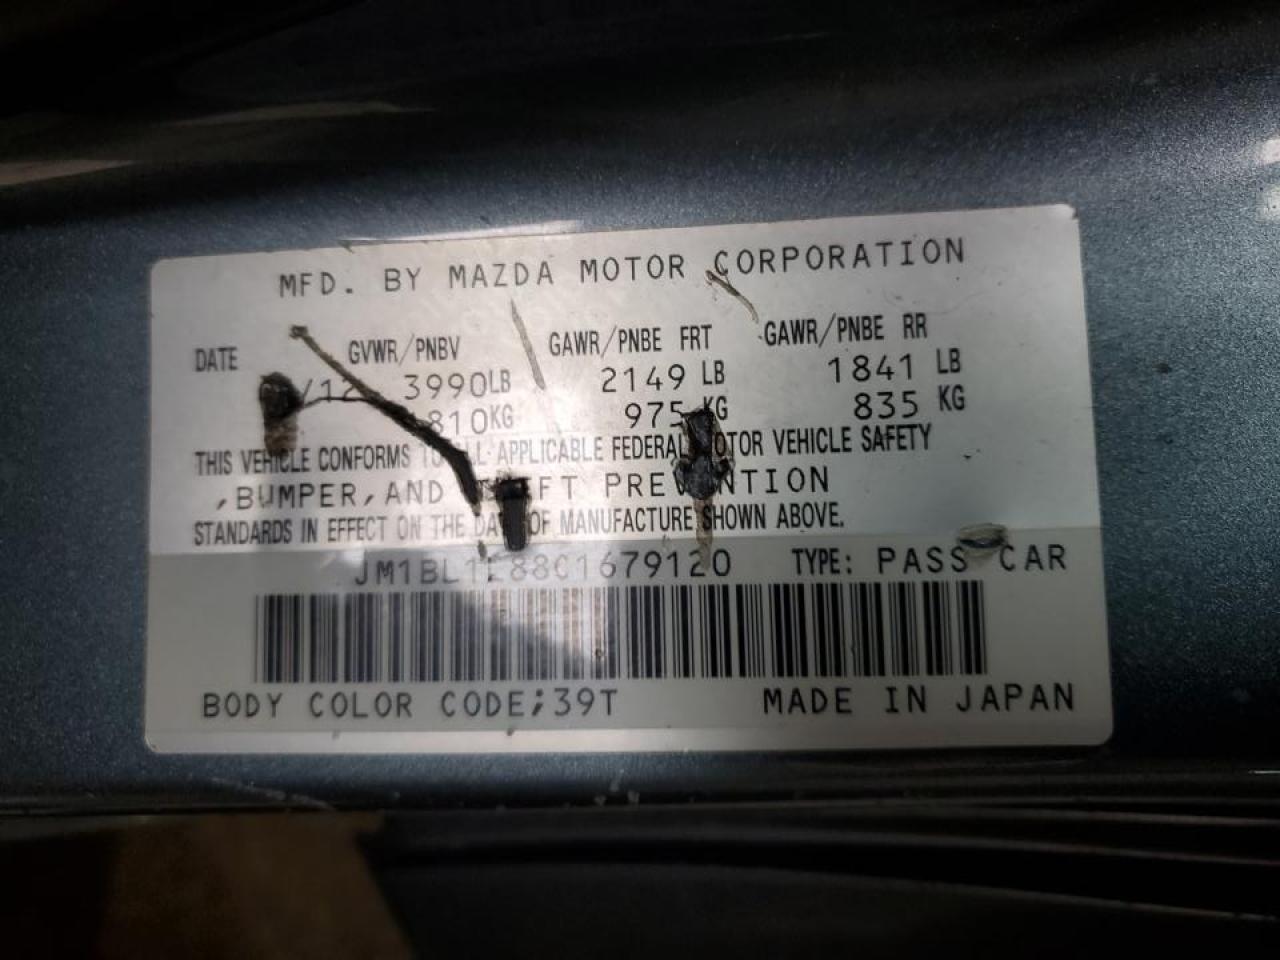 MFD. BY MAZDA MOTOR CORPORATION
DATE GVWR/PNBV GAWR/PNBE FRT GAWR/PNBE RR
3990LB 2149 LB 1841 LB
975 KG 835 KG
THIS VEHICLE CONFORMS TO ALL APPLICABLE FEDERAL MOTOR VEHICLE SAFETY
,BUMPER,AND THEFT PREVENTION
STANDARDS IN EFFECT ON THE DATE OF MANUFACTURE SHOWN ABOVE.
TYPE: PASS CAR
BODY COLOR CODE;39T MADE IN JAPAN